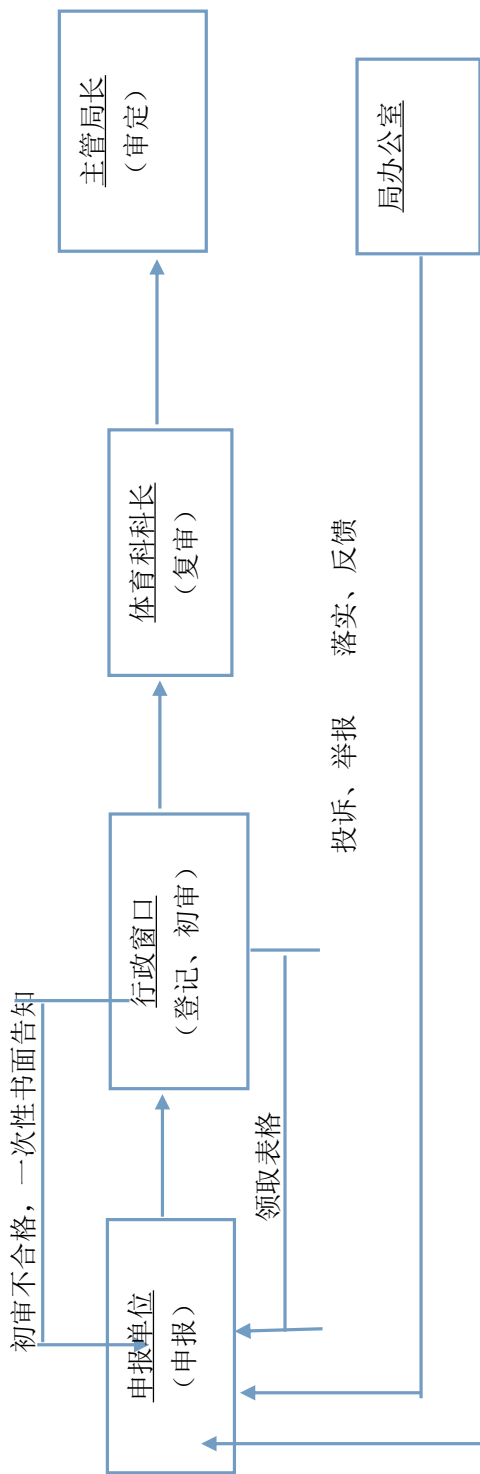 初审不合格，一次性书面告知
申报单位
（申报）
行政窗口
（登记、初审）
体育科科长
（复审）
主管局长
（审定）
领取表格
投诉、举报 落实、反馈
局办公室